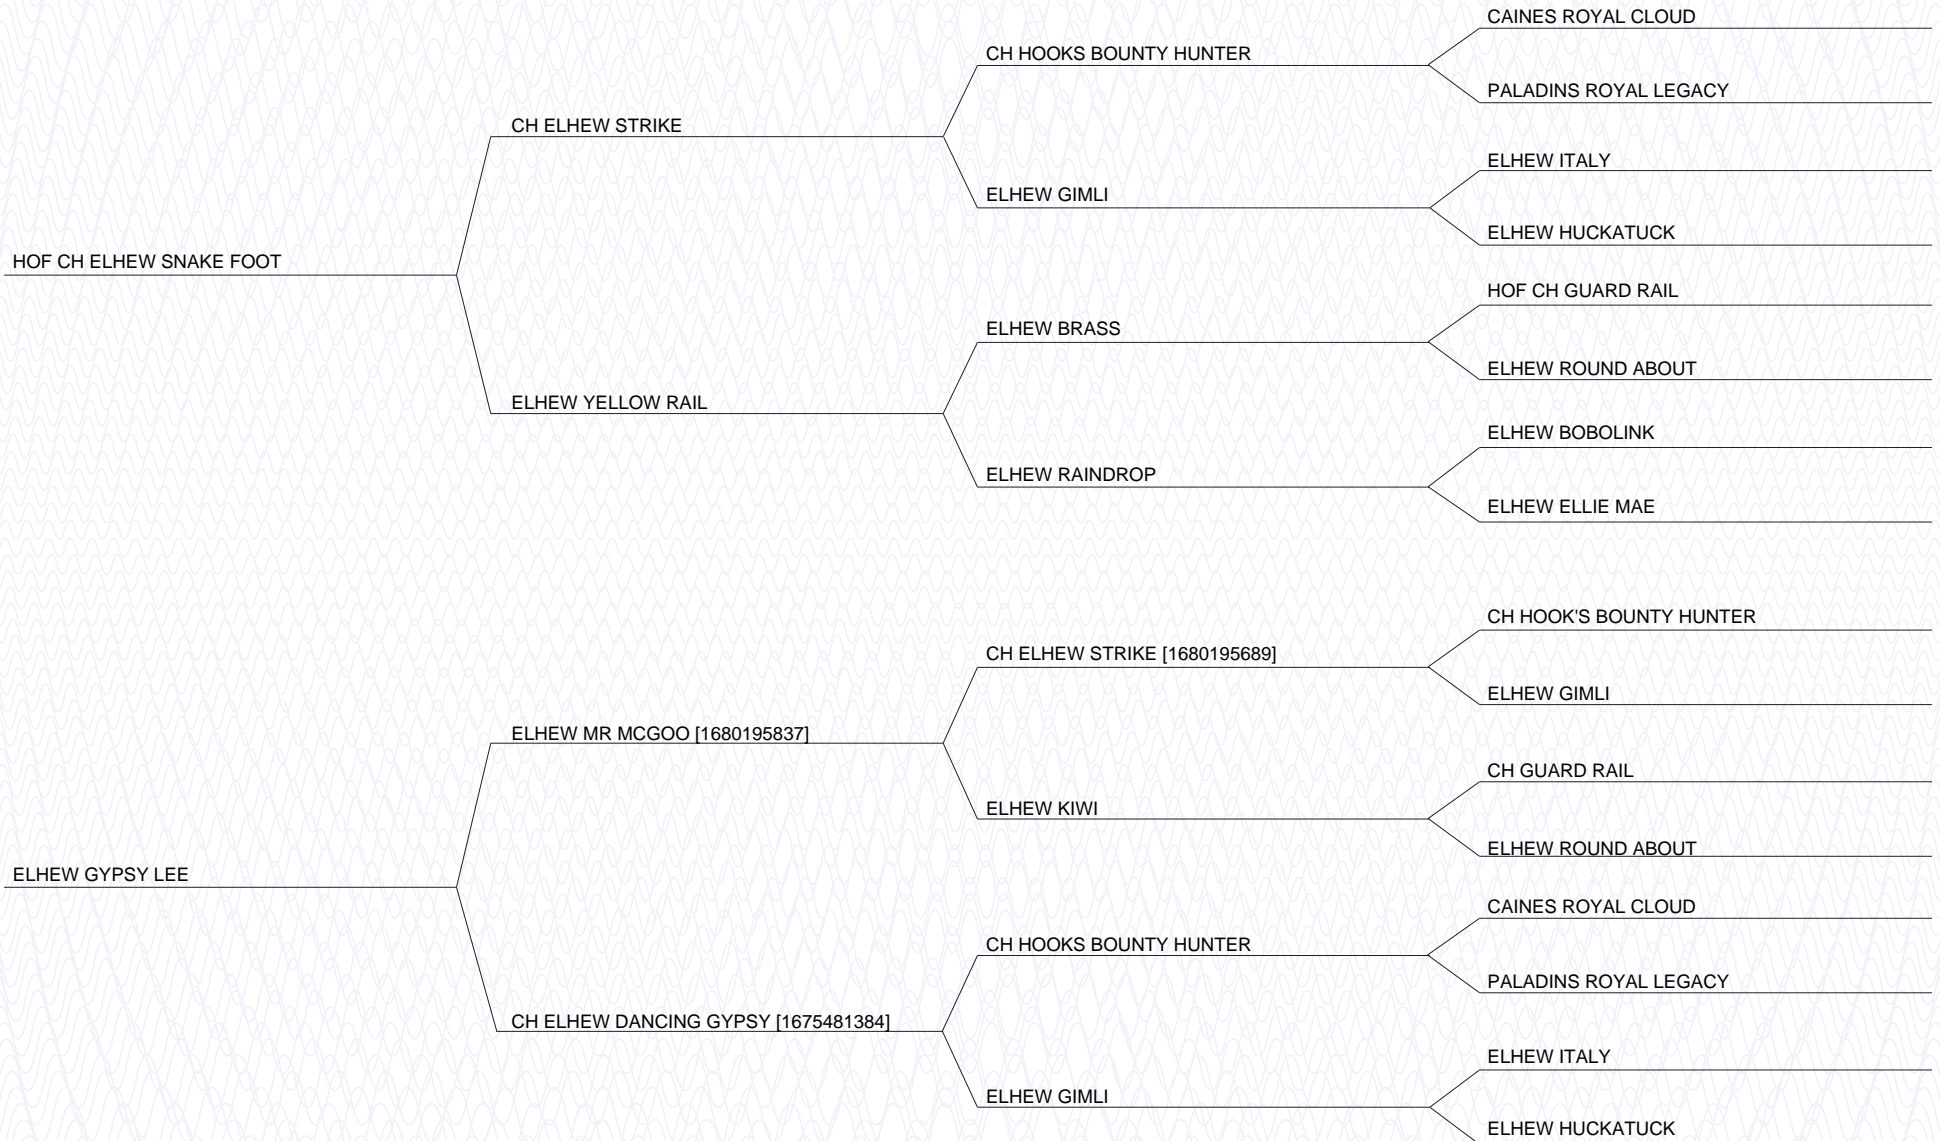 CAINES ROYAL CLOUD
CH HOOKS BOUNTY HUNTER
PALADINS ROYAL LEGACY
CH ELHEW STRIKE
ELHEW ITALY
ELHEW GIMLI
ELHEW HUCKATUCK
HOF CH ELHEW SNAKE FOOT
HOF CH GUARD RAIL
ELHEW BRASS
ELHEW ROUND ABOUT
ELHEW YELLOW RAIL
ELHEW BOBOLINK
ELHEW RAINDROP
ELHEW ELLIE MAE
CH HOOK'S BOUNTY HUNTER
CH ELHEW STRIKE [1680195689]
ELHEW GIMLI
ELHEW MR MCGOO [1680195837]
CH GUARD RAIL
ELHEW KIWI
ELHEW ROUND ABOUT
ELHEW GYPSY LEE
CAINES ROYAL CLOUD
CH HOOKS BOUNTY HUNTER
PALADINS ROYAL LEGACY
CH ELHEW DANCING GYPSY [1675481384]
ELHEW ITALY
ELHEW GIMLI
ELHEW HUCKATUCK